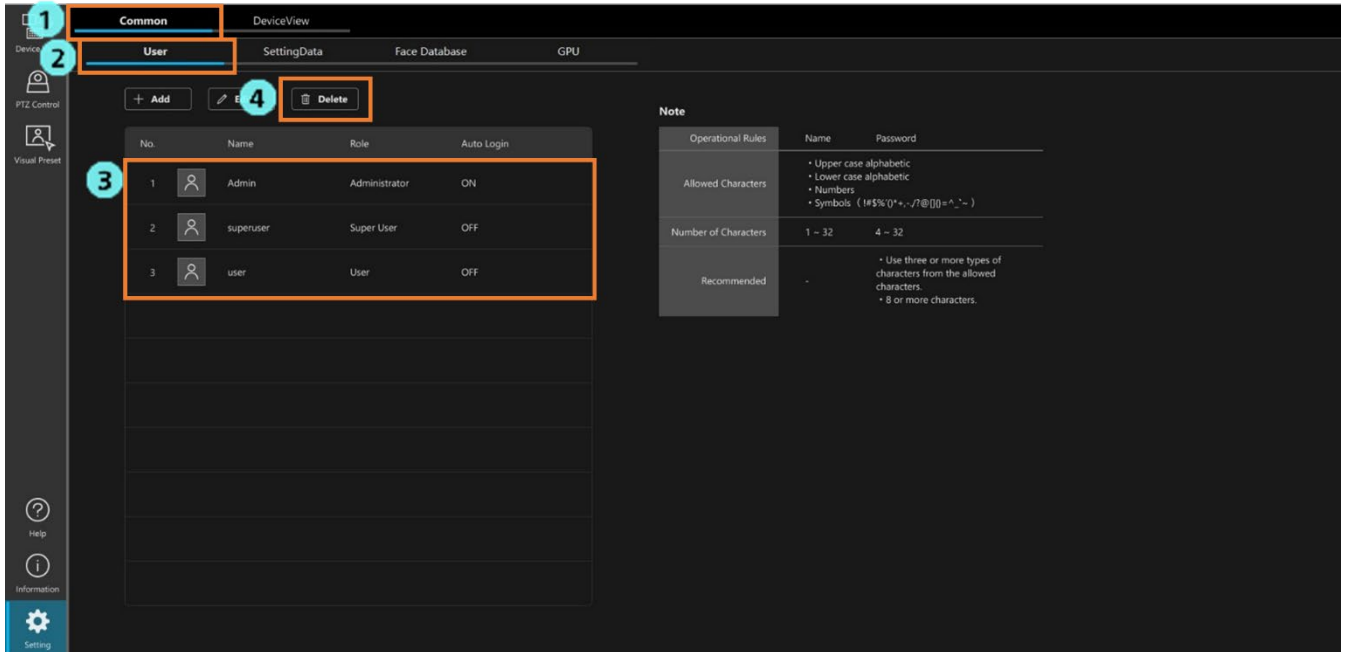 1
Common
DeviceView
Device
2
User
SettingData
Face Database
GPU
PTZ Control
Visual Preset
+ Add
E
4
Delete
No.
Name
Role
Auto Login
3
1
Admin
Administrator
ON
2
superuser
Super User
OFF
3
user
User
OFF
Note
Operational Rules
Name
Password
Allowed Characters
・Upper case alphabetic
・Lower case alphabetic
・Numbers
・Symbols
Number of Characters
1 ~ 32
4 ~ 32
Recommended
-
・Use three or more types of
characters from the allowed
characters.
・8 or more characters.
Help
Information
Setting